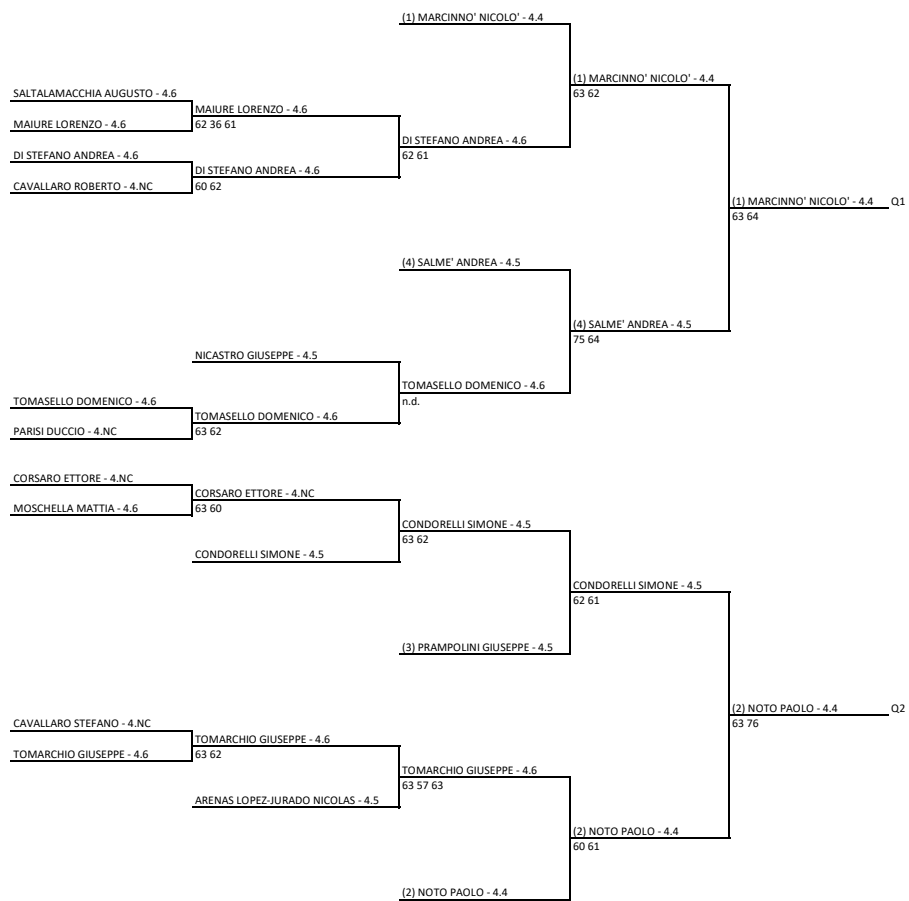 (1) MARCINNO' NICOLO' - 4.4
(1) MARCINNO' NICOLO' - 4.4
63 62
SALTALAMACCHIA AUGUSTO - 4.6
MAIURE LORENZO - 4.6
62 36 61
MAIURE LORENZO - 4.6
DI STEFANO ANDREA - 4.6
62 61
DI STEFANO ANDREA - 4.6
DI STEFANO ANDREA - 4.6
60 62
CAVALLARO ROBERTO - 4.NC
(1) MARCINNO' NICOLO' - 4.4 Q1
63 64
(4) SALME' ANDREA - 4.5
(4) SALME' ANDREA - 4.5
75 64
NICASTRO GIUSEPPE - 4.5
TOMASELLO DOMENICO - 4.6
n.d.
TOMASELLO DOMENICO - 4.6
TOMASELLO DOMENICO - 4.6
63 62
PARISI DUCCIO - 4.NC
CORSARO ETTORE - 4.NC
CORSARO ETTORE - 4.NC
63 60
MOSCHELLA MATTIA - 4.6
CONDORELLI SIMONE - 4.5
63 62
CONDORELLI SIMONE - 4.5
CONDORELLI SIMONE - 4.5
62 61
(3) PRAMPOLINI GIUSEPPE - 4.5
(2) NOTO PAOLO - 4.4 Q2
63 76
CAVALLARO STEFANO - 4.NC
TOMARCHIO GIUSEPPE - 4.6
63 62
TOMARCHIO GIUSEPPE - 4.6
TOMARCHIO GIUSEPPE - 4.6
63 57 63
ARENAS LOPEZ-JURADO NICOLAS - 4.5
(2) NOTO PAOLO - 4.4
60 61
(2) NOTO PAOLO - 4.4